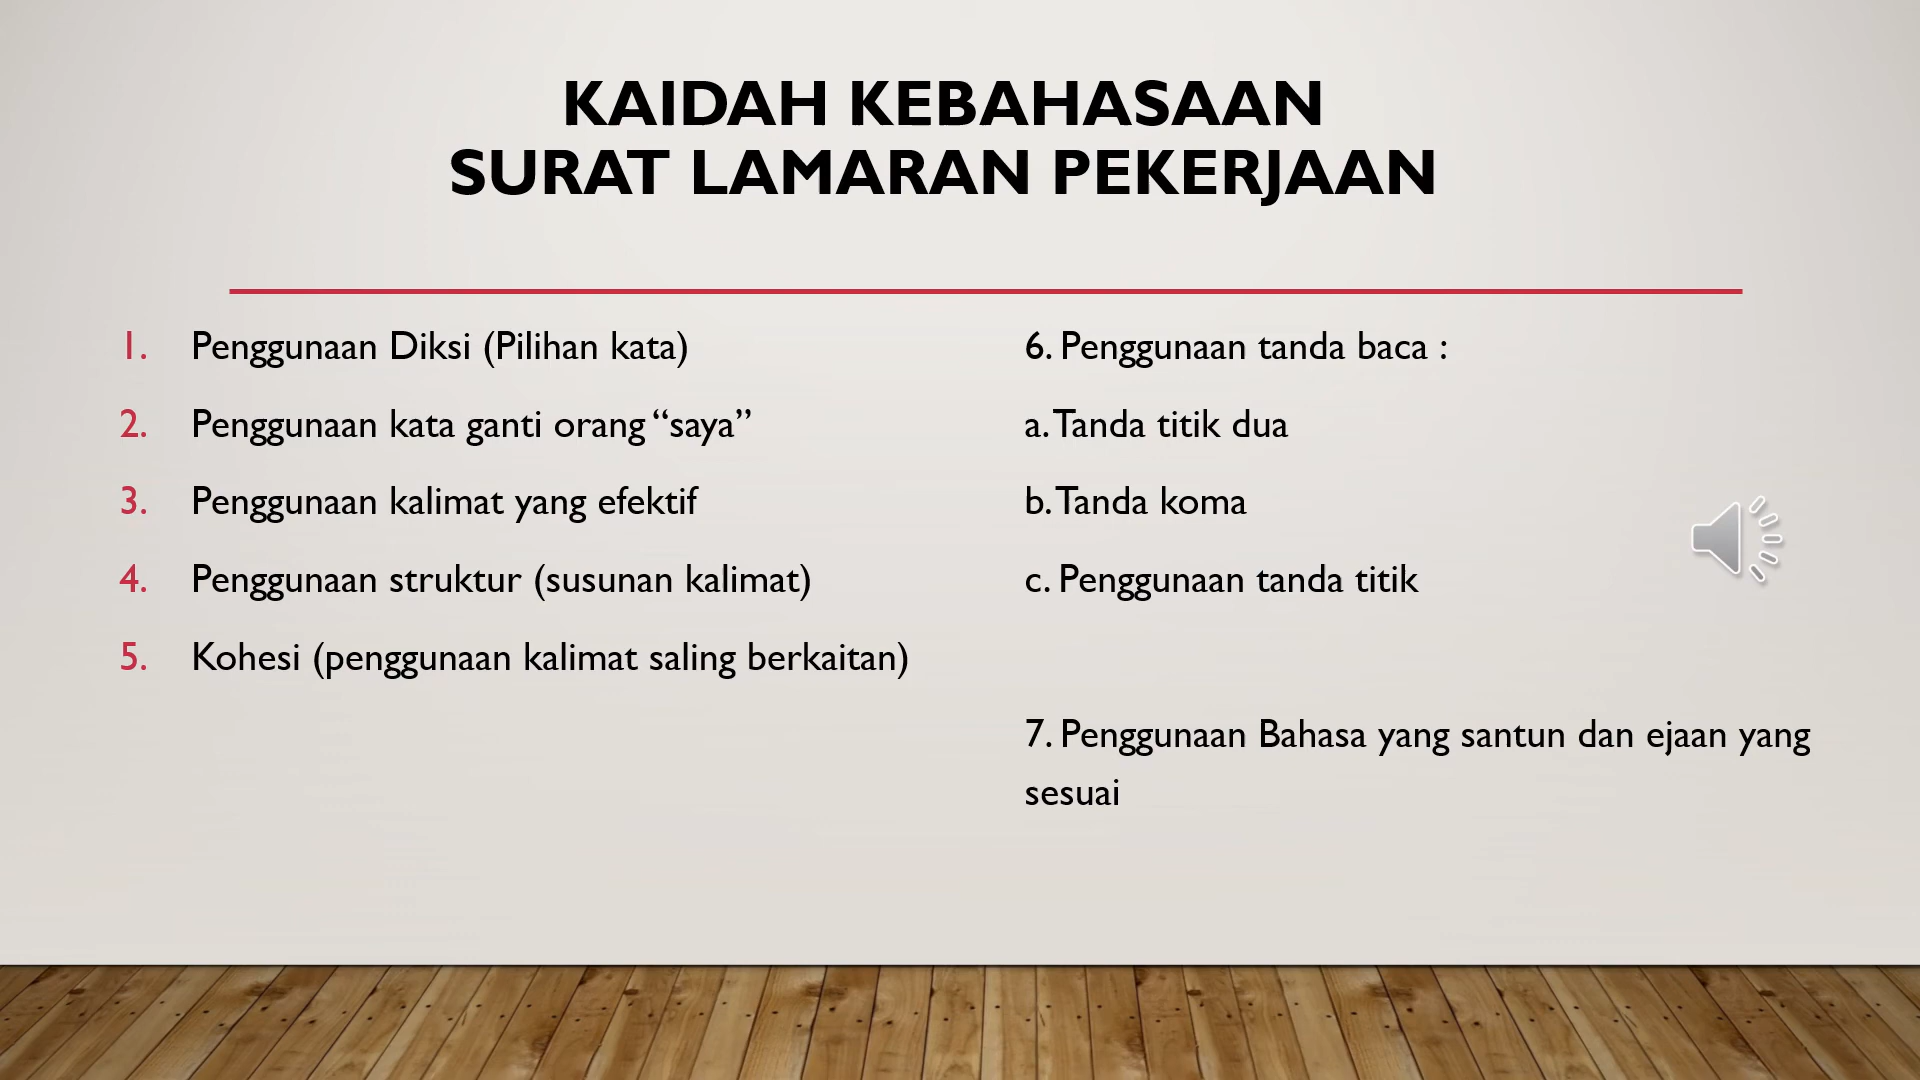 KAIDAH KEBAHASAAN
SURAT LAMARAN PEKERJAAN
1. Penggunaan Diksi (Pilihan kata)
2. Penggunaan kata ganti orang “saya”
3. Penggunaan kalimat yang efektif
4. Penggunaan struktur (susunan kalimat)
5. Kohesi (penggunaan kalimat saling berkaitan)
6. Penggunaan tanda baca :
a. Tanda titik dua
b. Tanda koma
c. Penggunaan tanda titik
7. Penggunaan Bahasa yang santun dan ejaan yang
sesuai